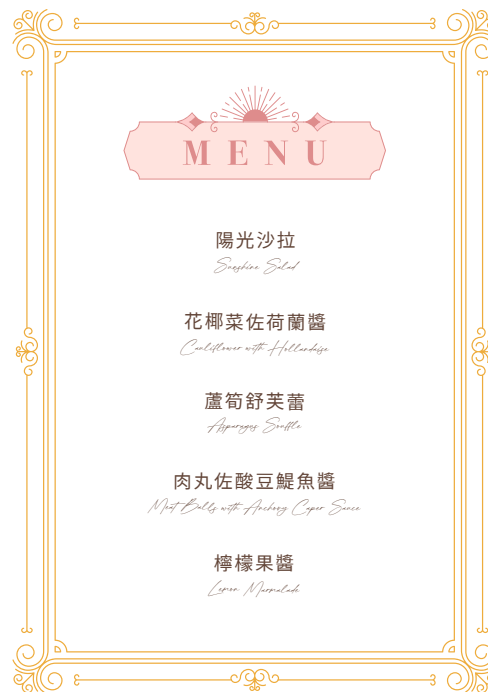 MENU
陽光沙拉
Sunshine Salad
花椰菜佐荷蘭醬
Cauliflower with Hollandaise
蘆筍舒芙蕾
Asparagus Souffle
肉丸佐酸豆鯷魚醬
Meat Balls with Anchovy Caper Sauce
檸檬果醬
Lemon Marmalade